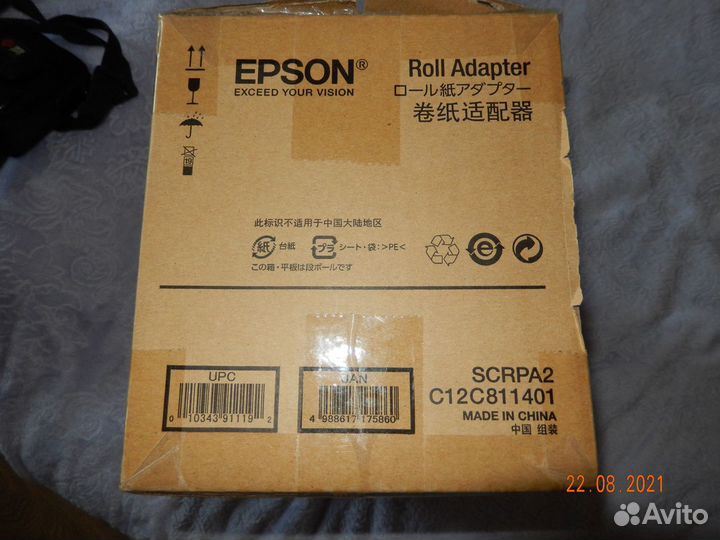 EPSON®
EXCEED YOUR VISION
Roll Adapter
ロール紙アダプター
卷纸适配器
19
此标识不适用于中国大陆地区
紙 台紙
プラ シート・袋:>PE<
この箱・平板は段ボールです
UPC
0 10343 91119 2
JAN
4 988617 175860
SCRPA2
C12C811401
MADE IN CHINA
中国 组装
22.08.2021
Avito